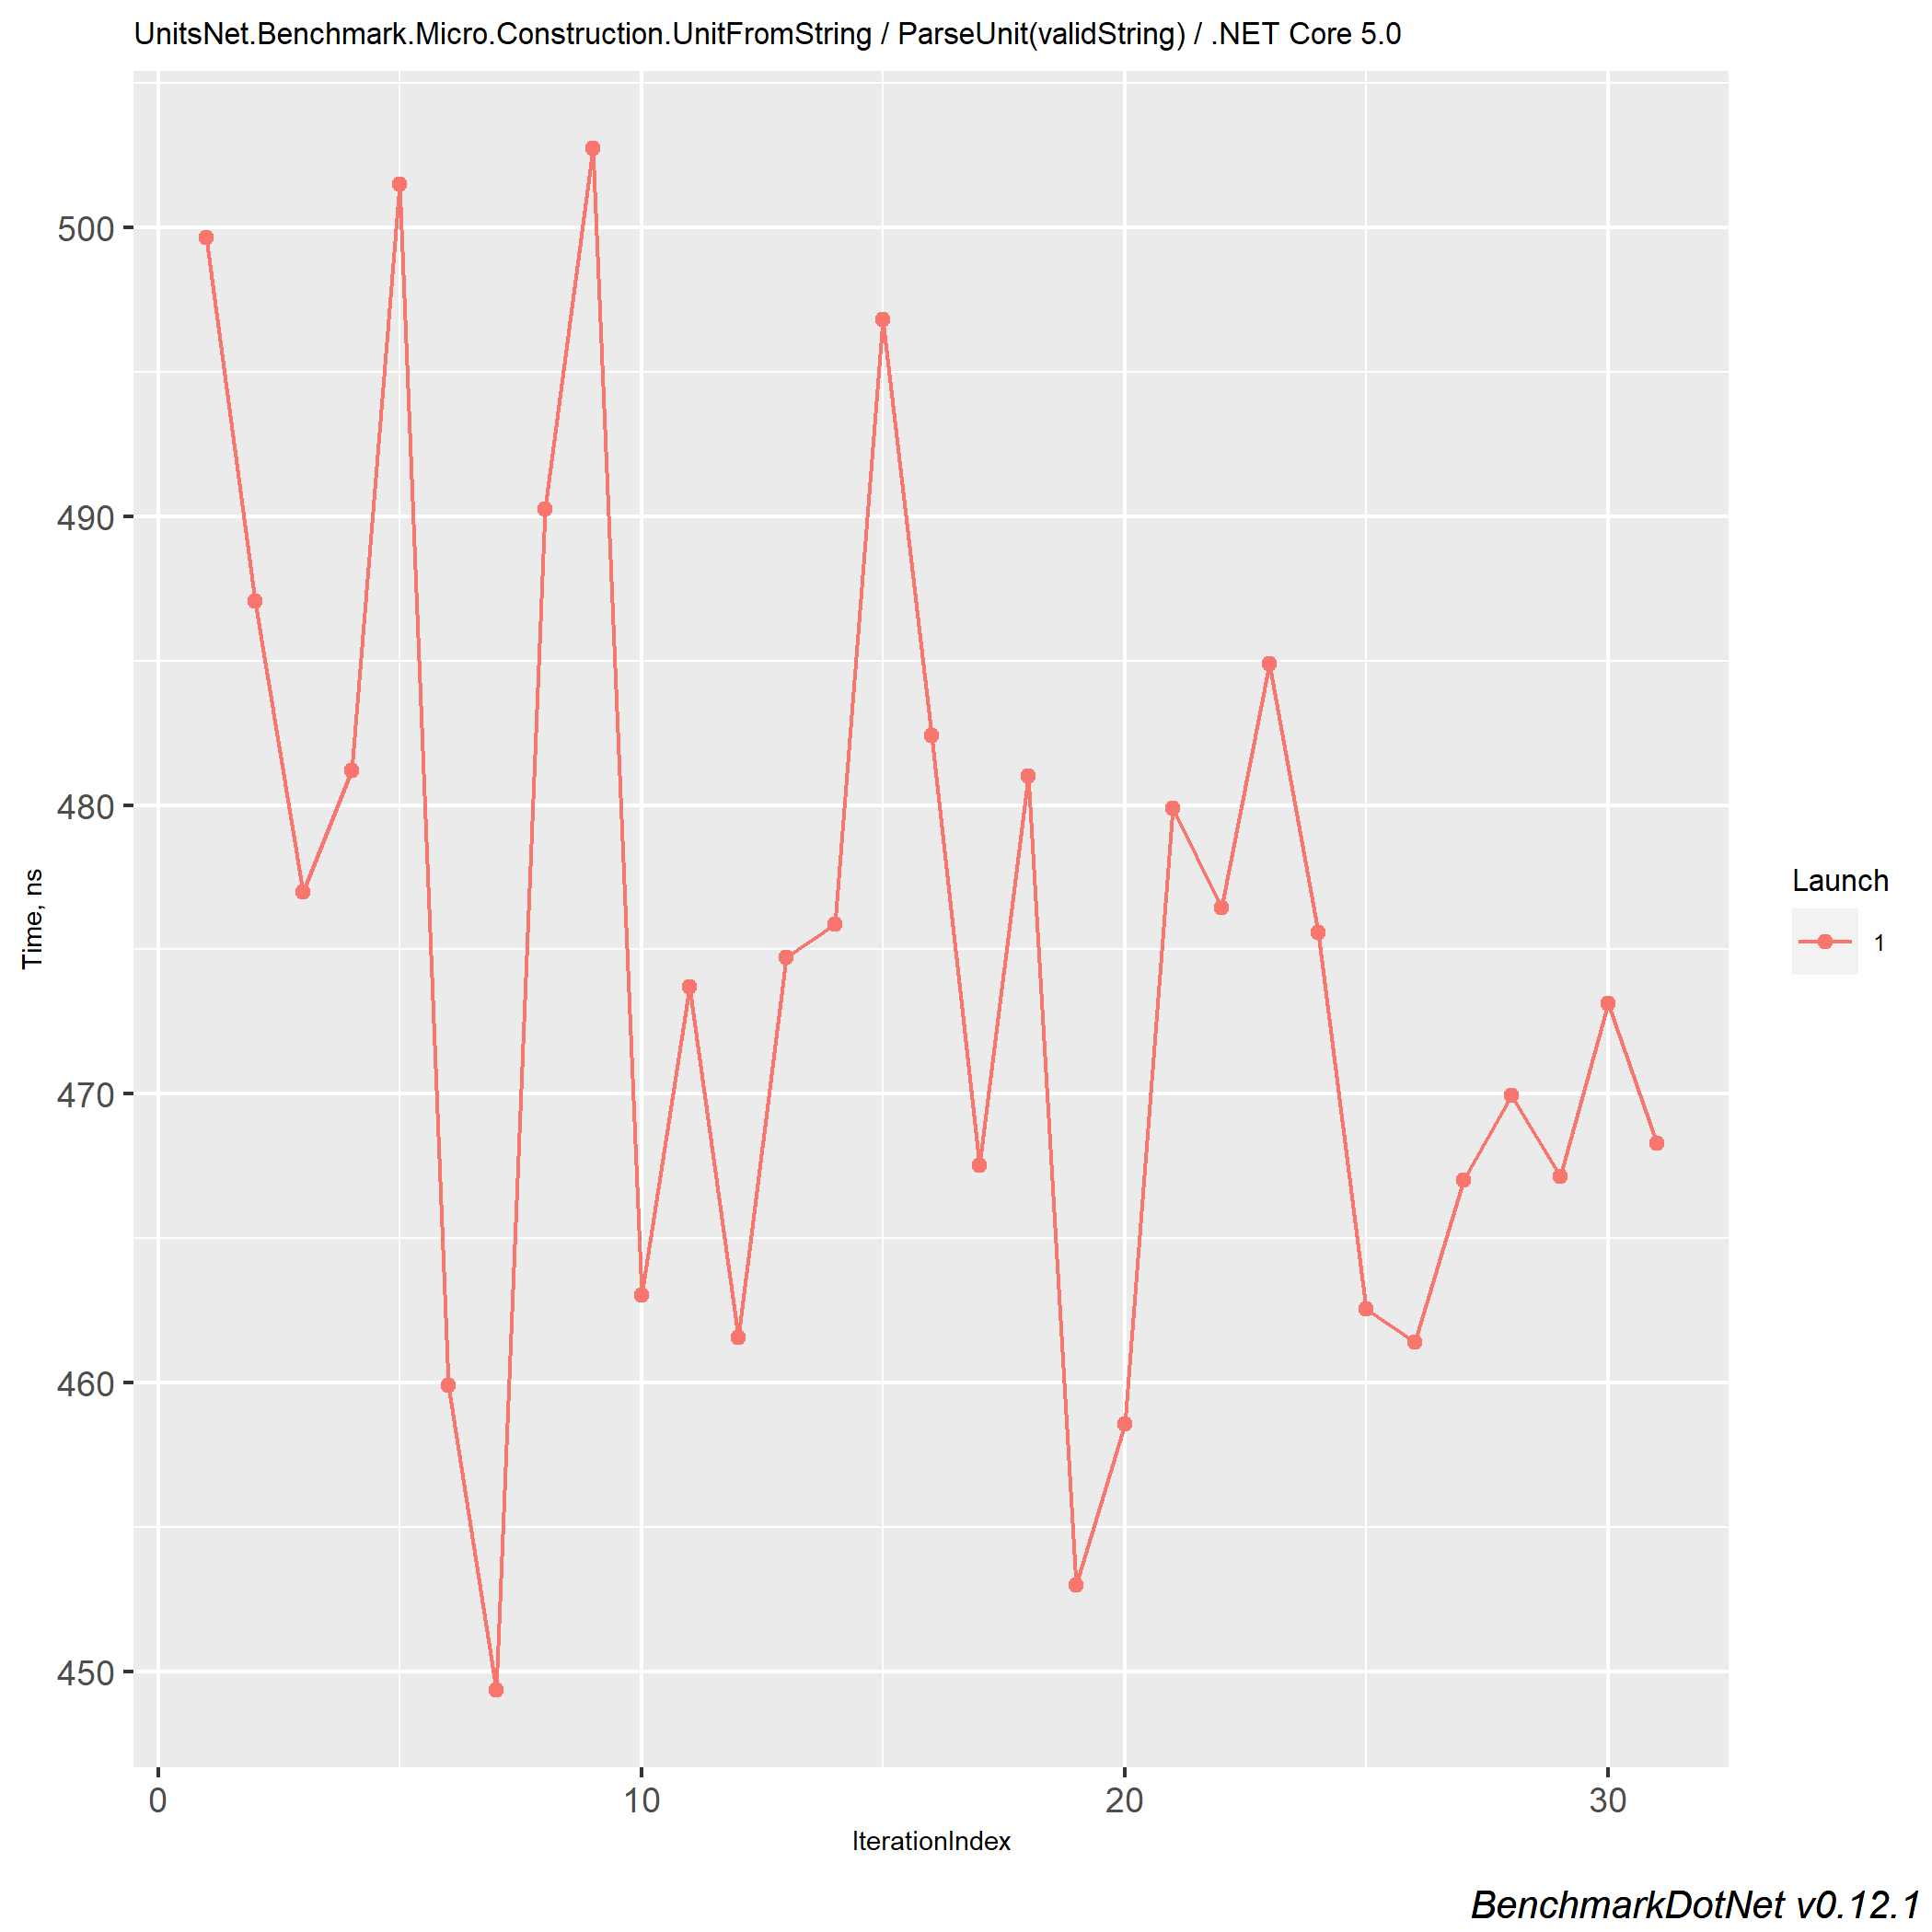 UnitsNet.Benchmark.Micro.Construction.UnitFromString / ParseUnit(validString) / .NET Core 5.0
500
490
480
470
460
450
Time, ns
0 10 20 30
IterationIndex
Launch
1
BenchmarkDotNet v0.12.1